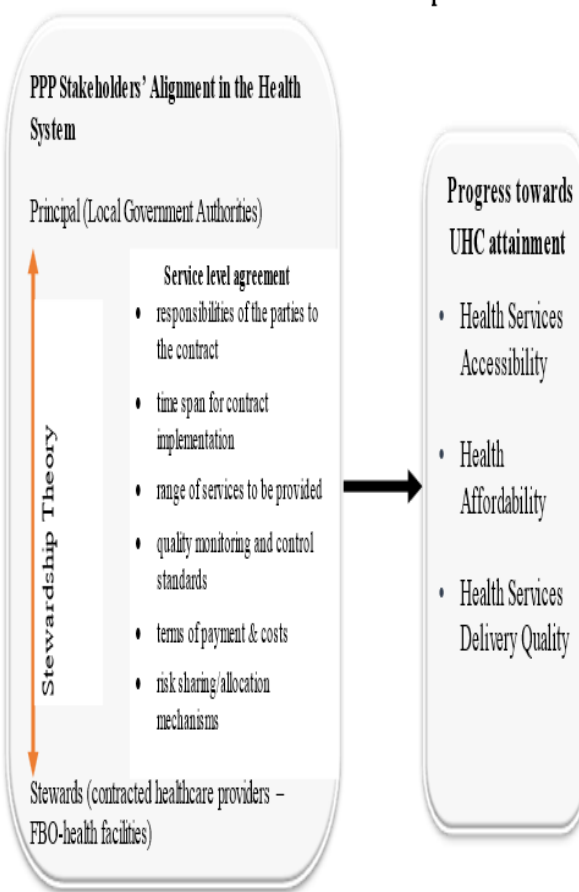 PPP Stakeholders' Alignment in the Health
System
Principal (Local Government Authorities)
Service level agreement
• responsibilities of the parties to
the contract
• time span for contract
implementation
• range of services to be provided
• quality monitoring and control
standards
• terms of payment & costs
• risk sharing/allocation
mechanisms
Stewardship Theory
Stewards (contracted healthcare providers –
FBO-health facilities)
Progress towards
UHC attainment
• Health Services
Accessibility
• Health
Affordability
• Health Services
Delivery Quality